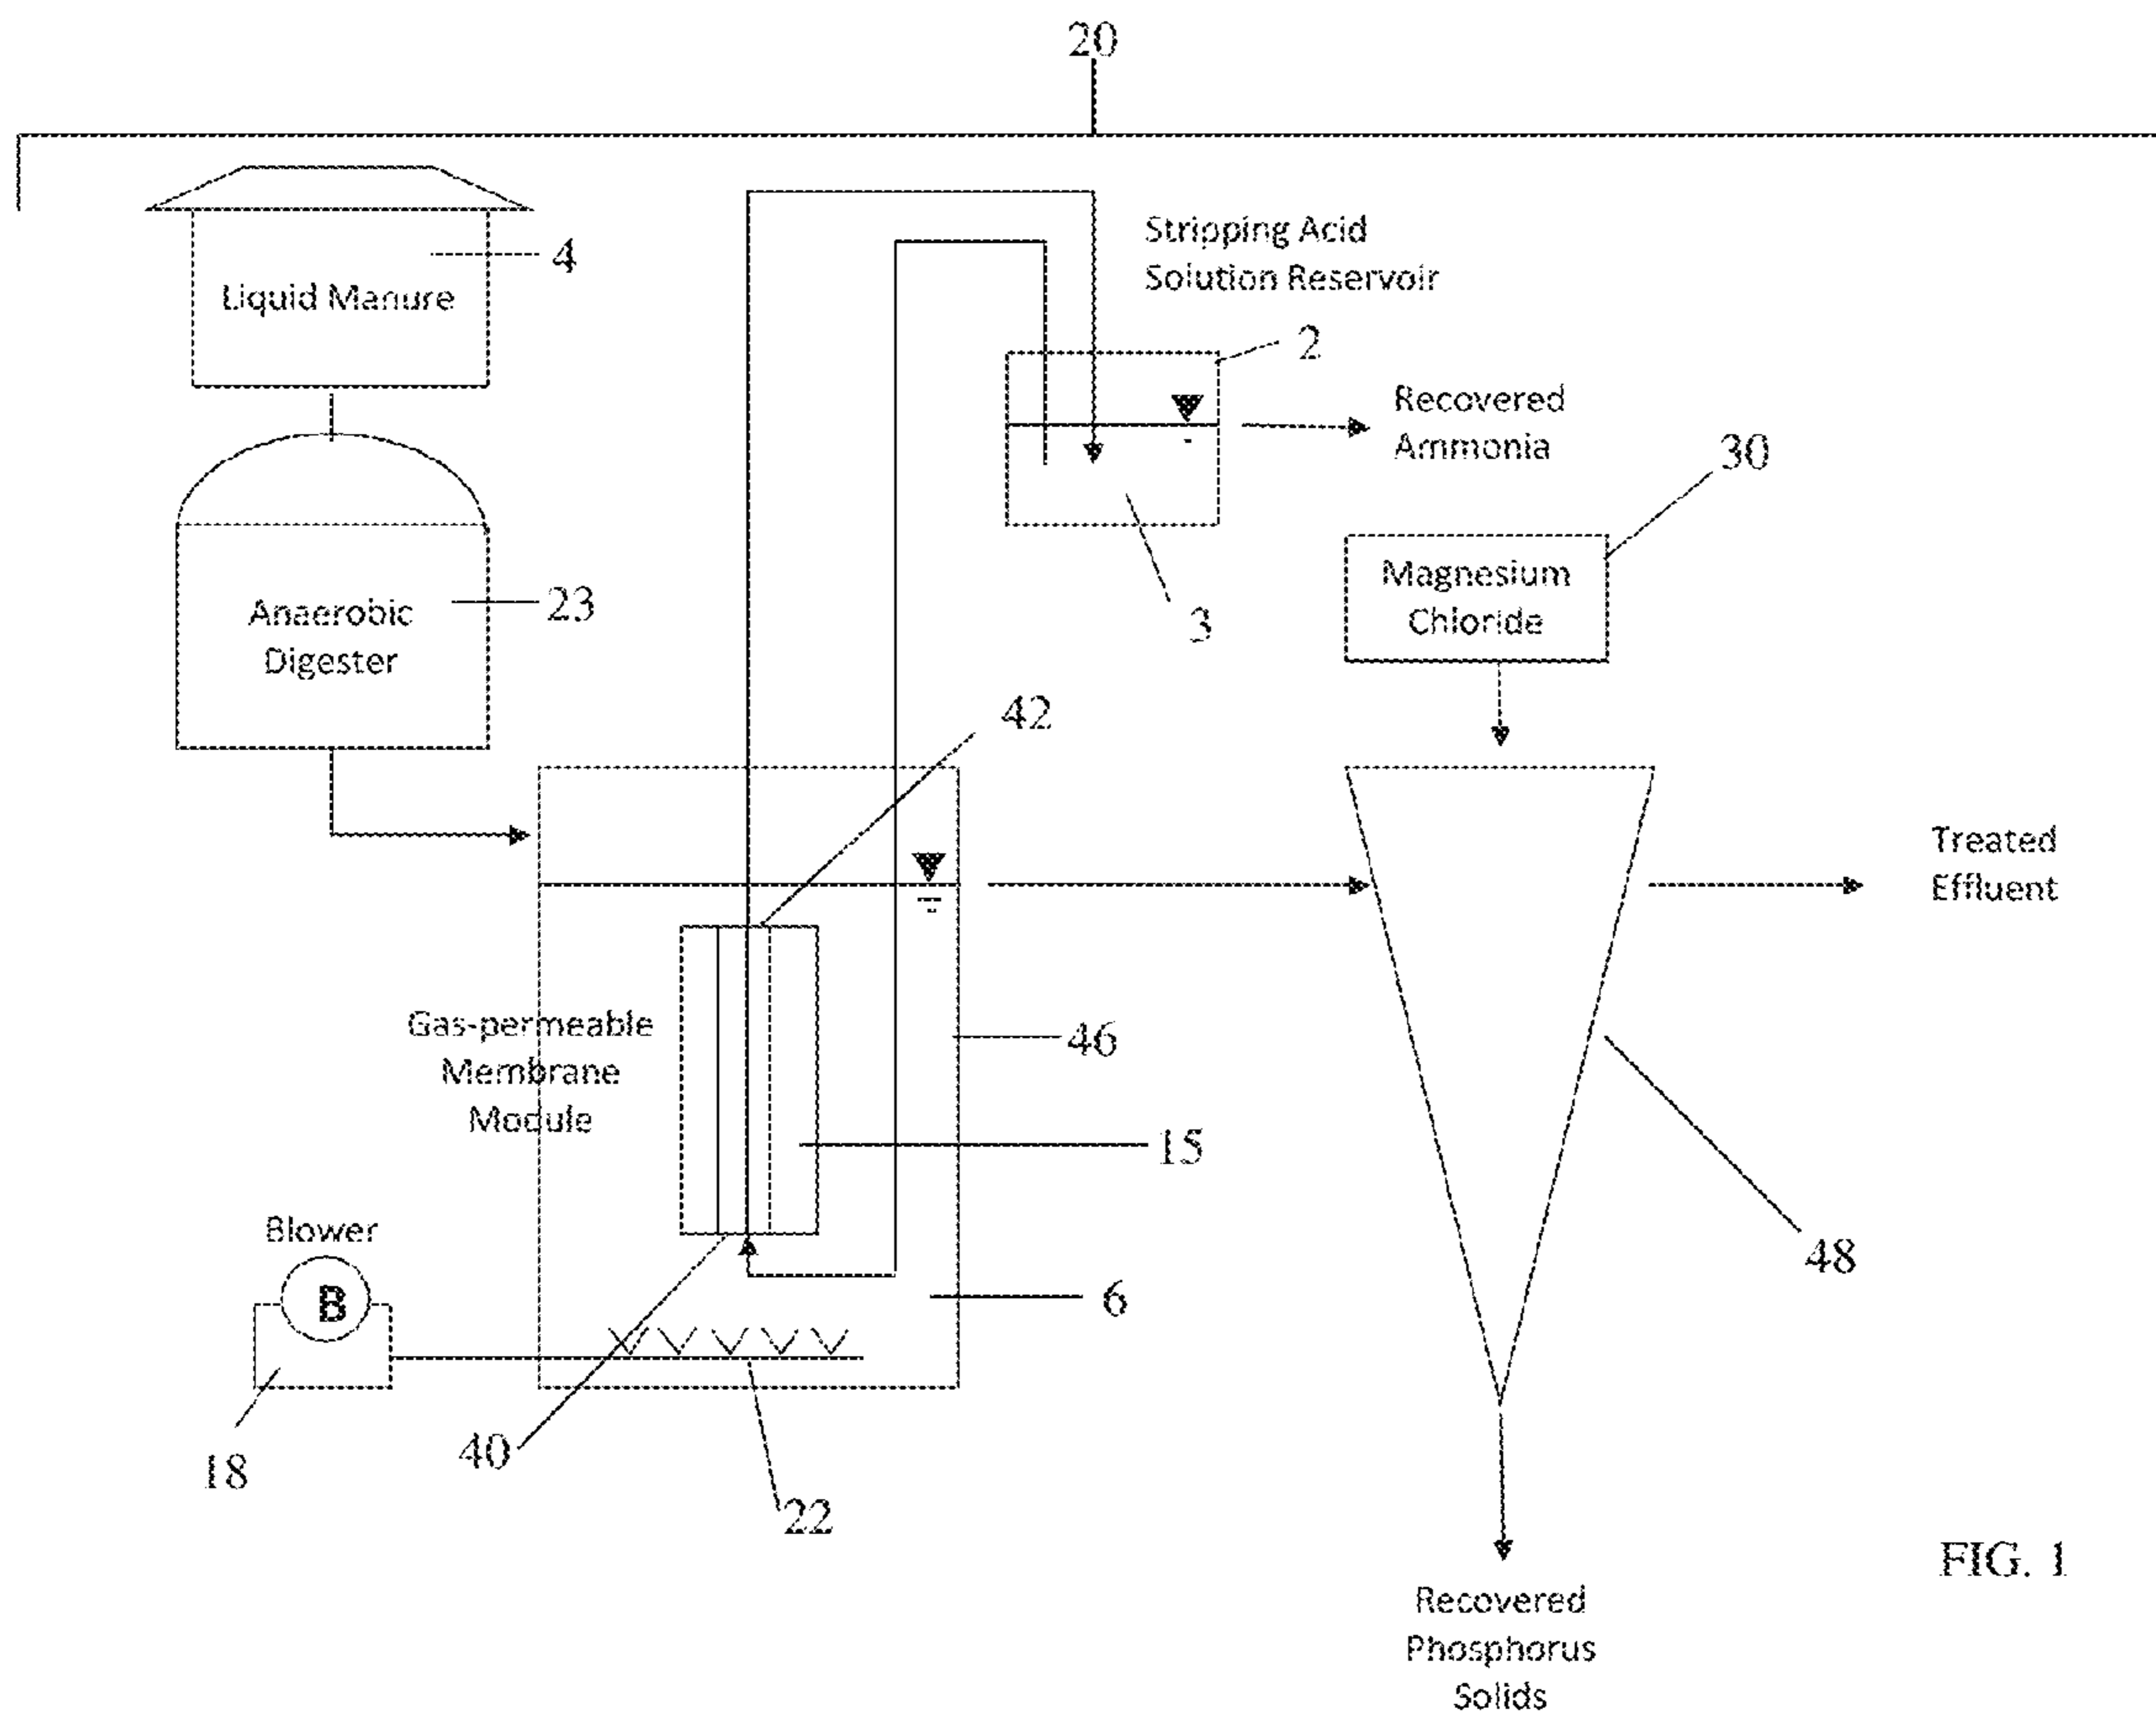 20
Liquid Manure
4
Stripping Acid
Solution Reservoir
2
Recovered
Ammonia
3
30
Magnesium
Chloride
Anaerobic
Digester
23
42
Treated
Effluent
Gas-permeable
Membrane
Module
46
15
48
Blower
B
6
18
40
22
FIG. 1
Recovered
Phosphorus
Solids